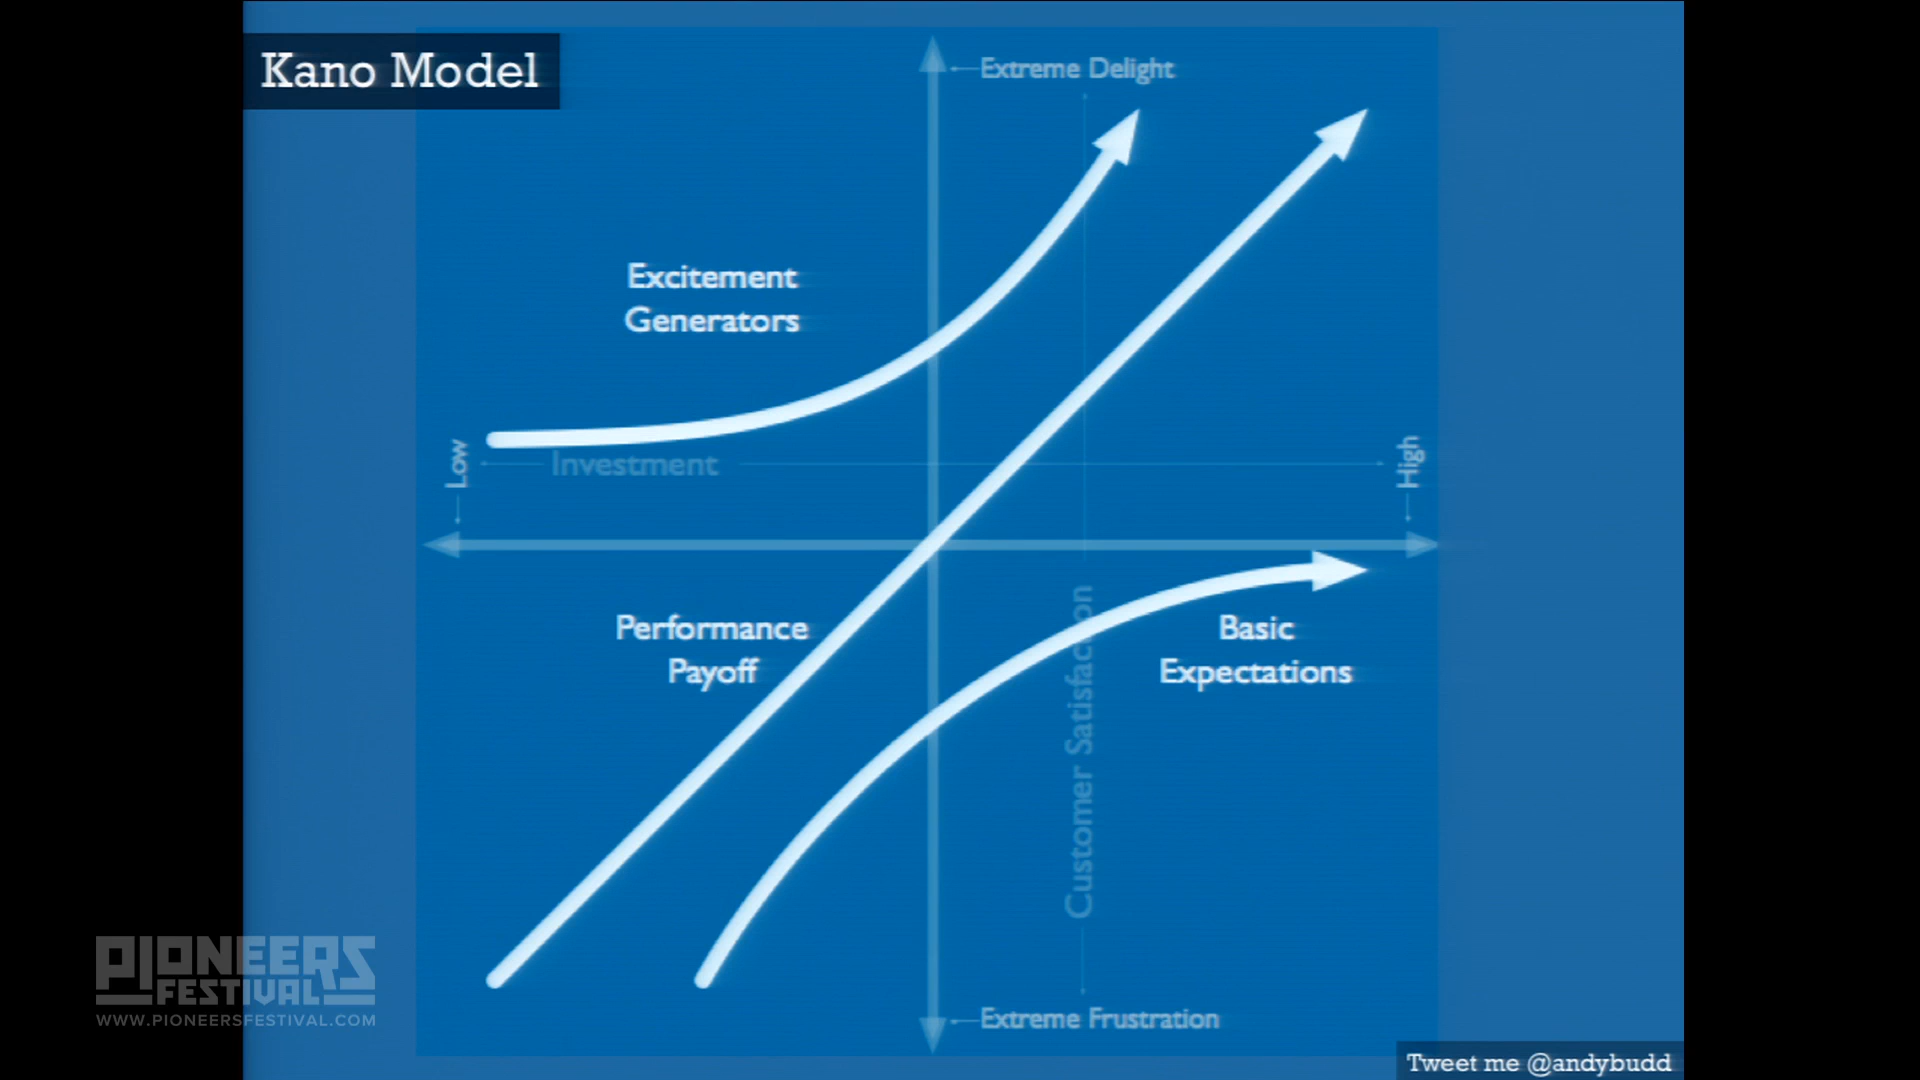 Kano Model
Extreme Delight
Excitement
Generators
Low
Investment
High
Performance
Payoff
Basic
Expectations
Customer Satisfaction
Extreme Frustration
PIONEERS
FESTIVAL
WWW.PIONEERSFESTIVAL.COM
Tweet me @andybudd